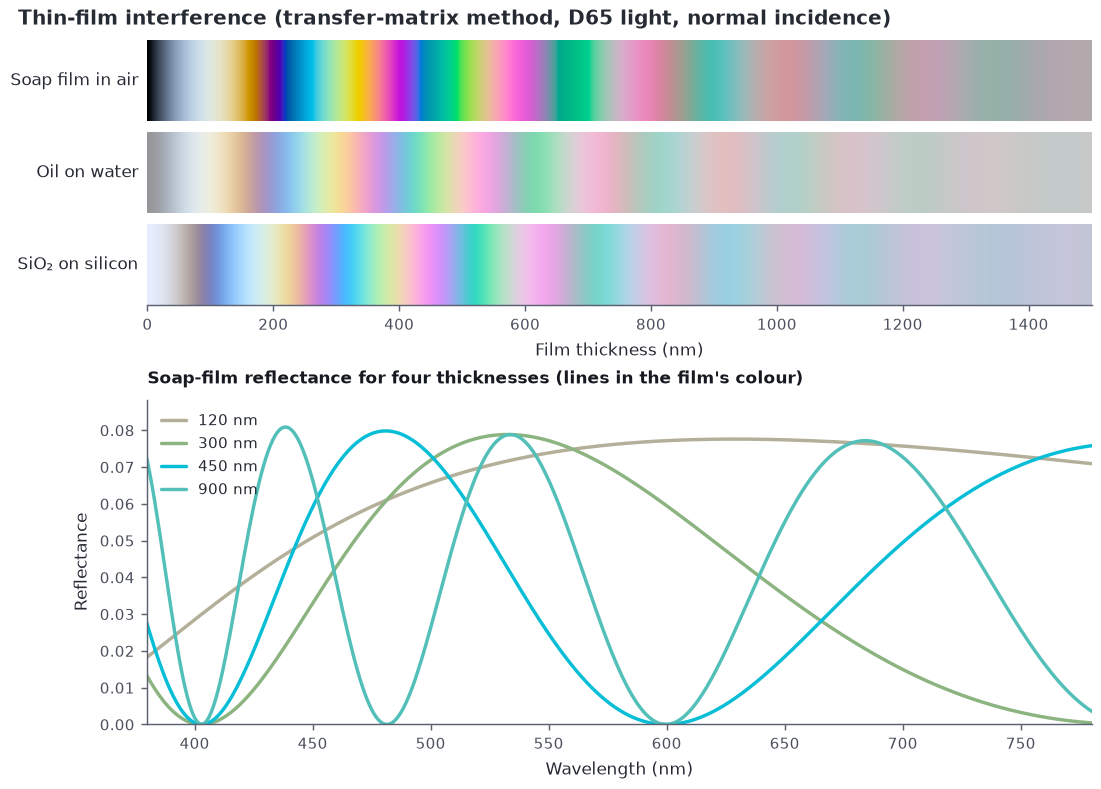 Thin-film interference (transfer-matrix method, D65 light, normal incidence)
Soap film in air
Oil on water
SiO₂ on silicon
0 200 400 600 800 1000 1200 1400
Film thickness (nm)
Soap-film reflectance for four thicknesses (lines in the film's colour)
120 nm
300 nm
450 nm
900 nm
0.08
0.07
0.06
0.05
0.04
0.03
0.02
0.01
0.00
Reflectance
400 450 500 550 600 650 700 750
Wavelength (nm)